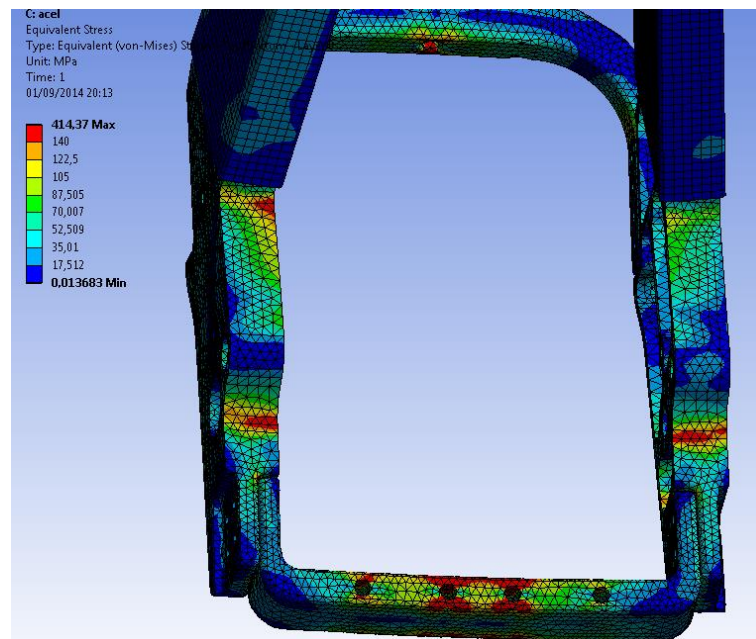 C: acel
Equivalent Stress
Type: Equivalent (von-Mises) St
Unit: MPa
Time: 1
01/09/2014 20:13
414,37 Max
140
122,5
105
87,505
70,007
52,509
35,01
17,512
0,013683 Min